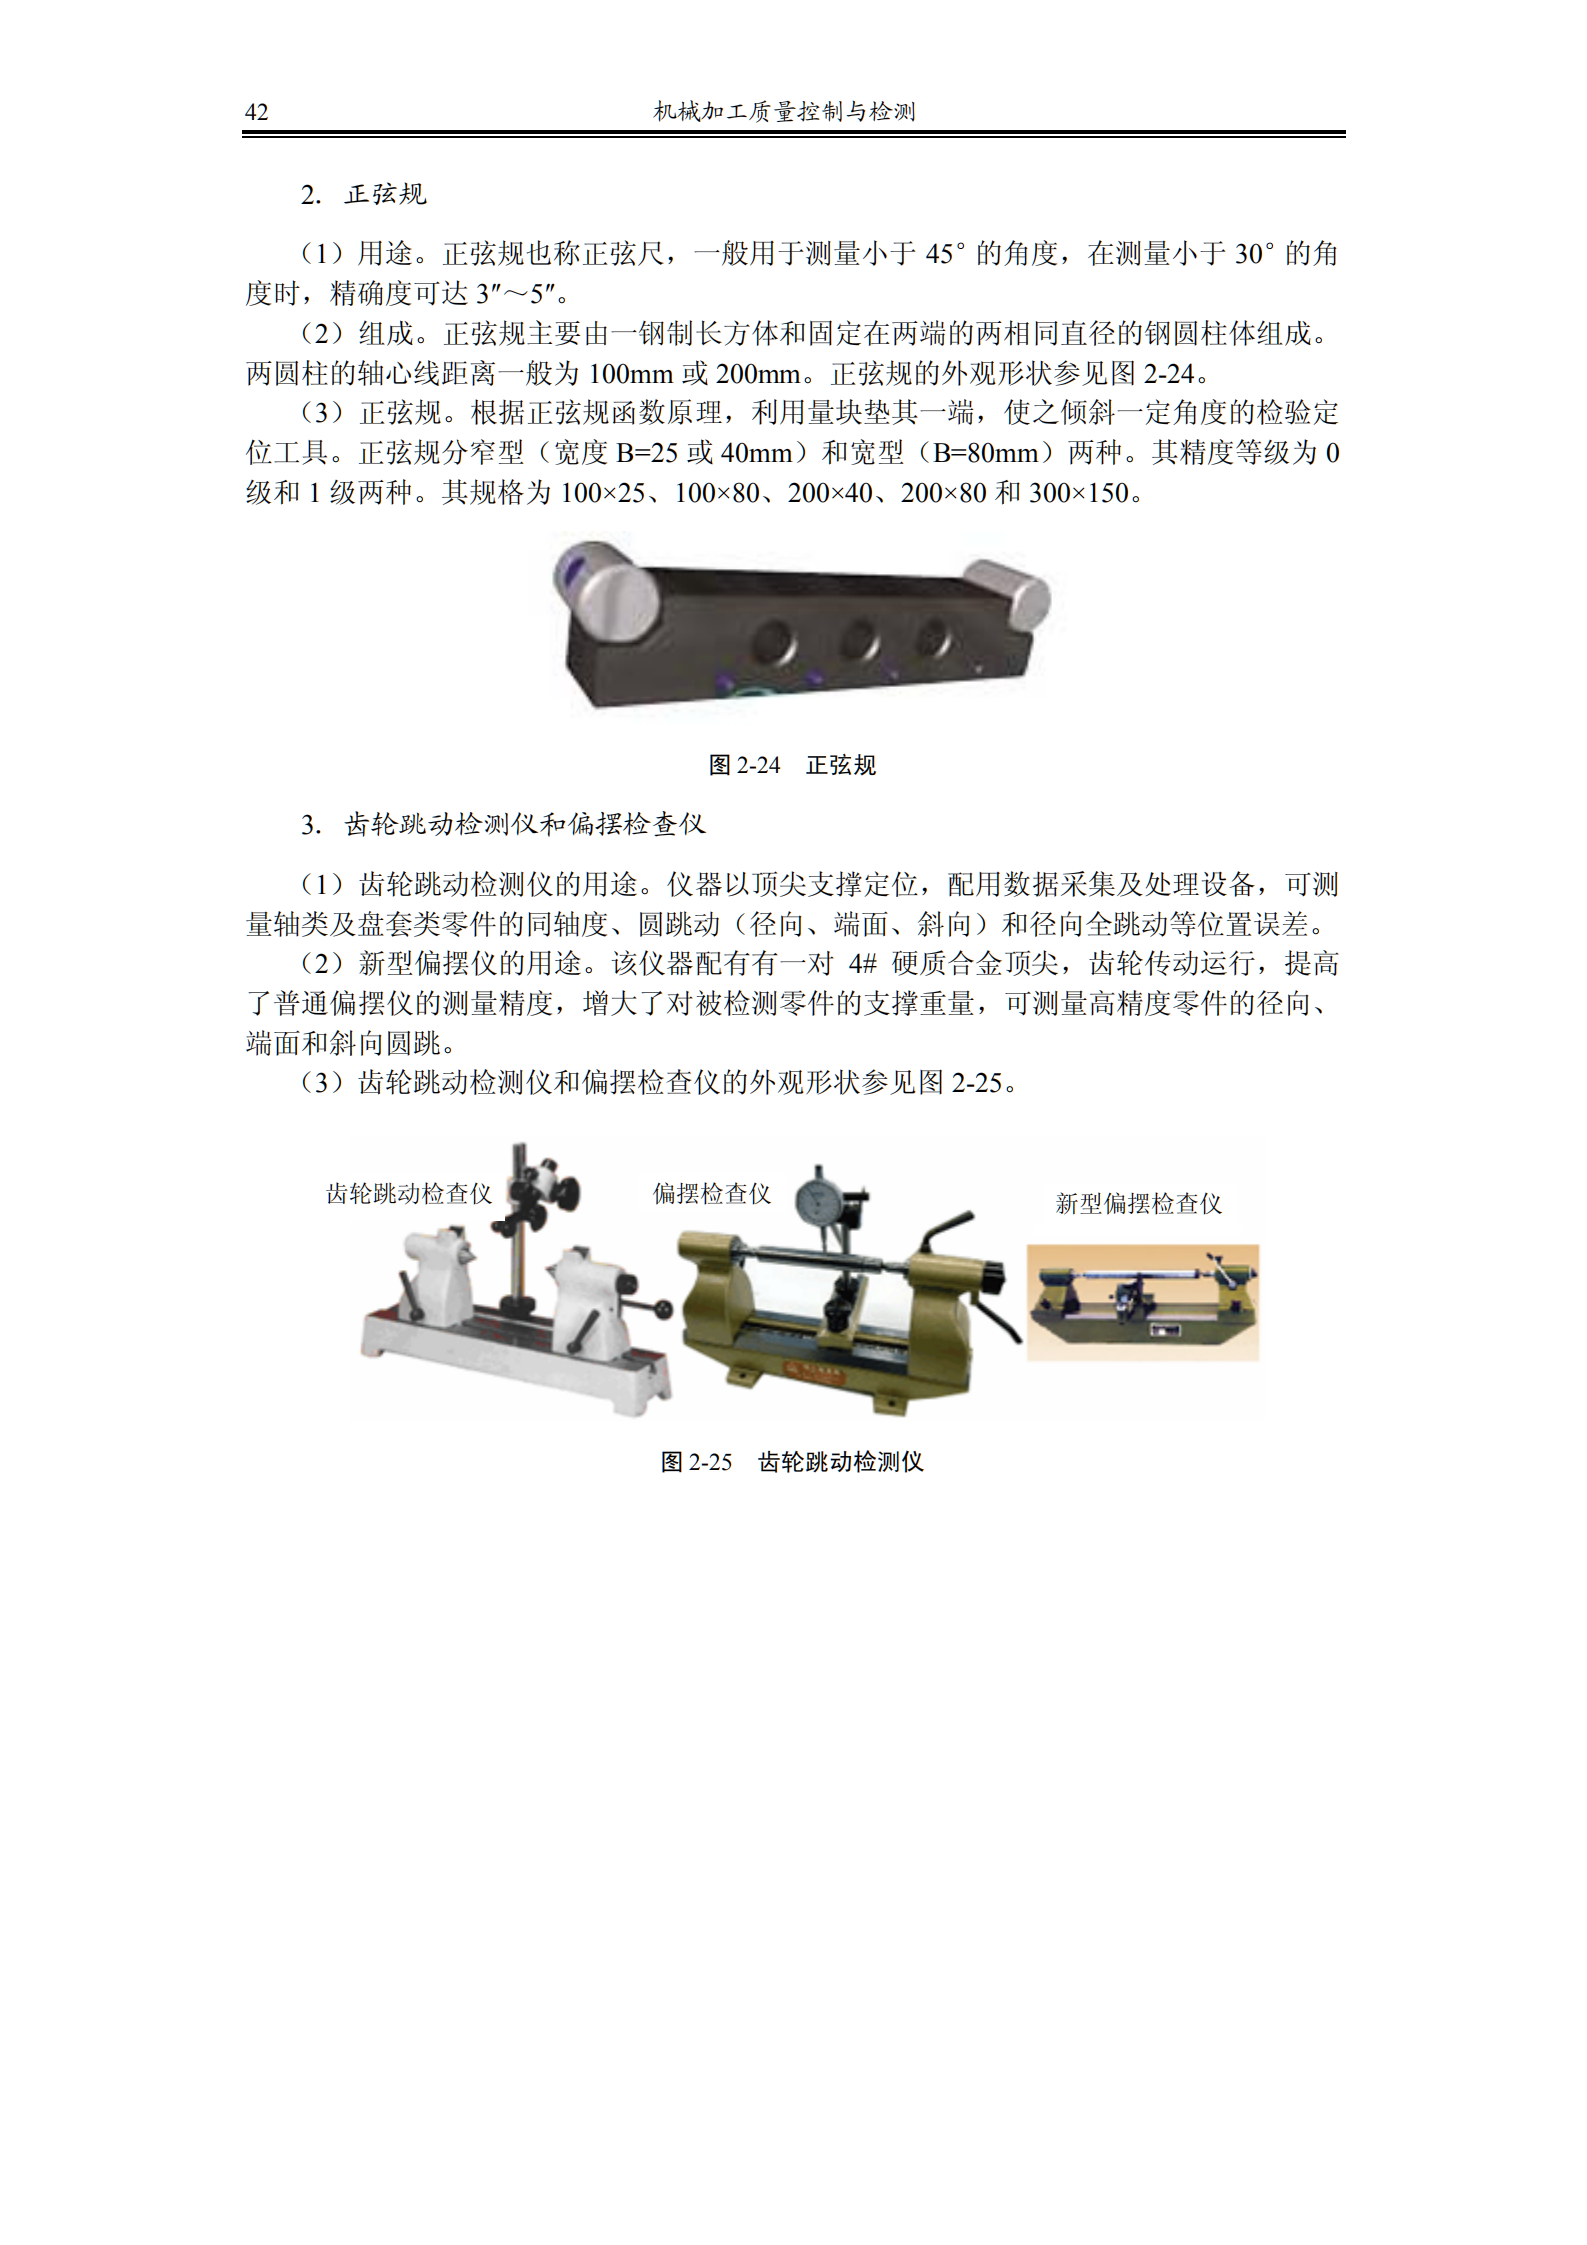 42 机械加工质量控制与检测
2. 正弦规
（1）用途。正弦规也称正弦尺，一般用于测量小于 45° 的角度，在测量小于 30° 的角
度时，精确度可达 3″～5″。
（2）组成。正弦规主要由一钢制长方体和固定在两端的两相同直径的钢圆柱体组成。
两圆柱的轴心线距离一般为 100mm 或 200mm。正弦规的外观形状参见图 2-24。
（3）正弦规。根据正弦规函数原理，利用量块垫其一端，使之倾斜一定角度的检验定
位工具。正弦规分窄型（宽度 B=25 或 40mm）和宽型（B=80mm）两种。其精度等级为 0
级和 1 级两种。其规格为 100×25、100×80、200×40、200×80 和 300×150。
图 2-24 正弦规
3. 齿轮跳动检测仪和偏摆检查仪
（1）齿轮跳动检测仪的用途。仪器以顶尖支撑定位，配用数据采集及处理设备，可测
量轴类及盘套类零件的同轴度、圆跳动（径向、端面、斜向）和径向全跳动等位置误差。
（2）新型偏摆仪的用途。该仪器配有有一对 4# 硬质合金顶尖，齿轮传动运行，提高
了普通偏摆仪的测量精度，增大了对被检测零件的支撑重量，可测量高精度零件的径向、
端面和斜向圆跳。
（3）齿轮跳动检测仪和偏摆检查仪的外观形状参见图 2-25。
齿轮跳动检查仪
偏摆检查仪
新型偏摆检查仪
图 2-25 齿轮跳动检测仪